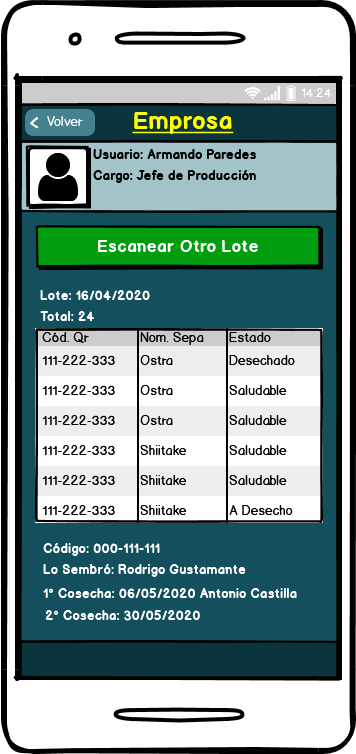 14:24
Volver
Emprosa
Usuario: Armando Paredes
Cargo: Jefe de Producción
Escanear Otro Lote
Lote: 16/04/2020
Total: 24
Cód. Qr Nom. Sepa Estado
111-222-333 Ostra Desechado
111-222-333 Ostra Saludable
111-222-333 Ostra Saludable
111-222-333 Shiitake Saludable
111-222-333 Shiitake Saludable
111-222-333 Shiitake A Desecho
Código: 000-111-111
Lo Sembró: Rodrigo Gustamante
1° Cosecha: 06/05/2020 Antonio Castilla
2° Cosecha: 30/05/2020